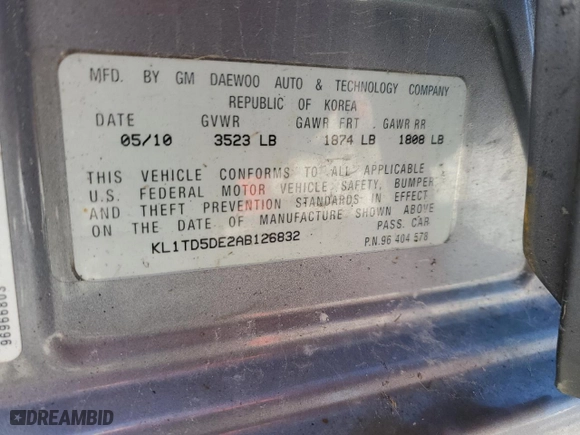 MFD. BY GM DAEWOO AUTO & TECHNOLOGY COMPANY
REPUBLIC OF KOREA
DATE GVWR GAWR FRT GAWR RR
05/10 3523 LB 1874 LB 1808 LB
THIS VEHICLE CONFORMS TO ALL APPLICABLE
U.S. FEDERAL MOTOR VEHICLE SAFETY, BUMPER
AND THEFT PREVENTION STANDARDS IN EFFECT
ON THE DATE OF MANUFACTURE SHOWN ABOVE.
KL1TD5DE2AB126832 PASS. CAR
P.N.96 404 578
96966803
DREAMBID